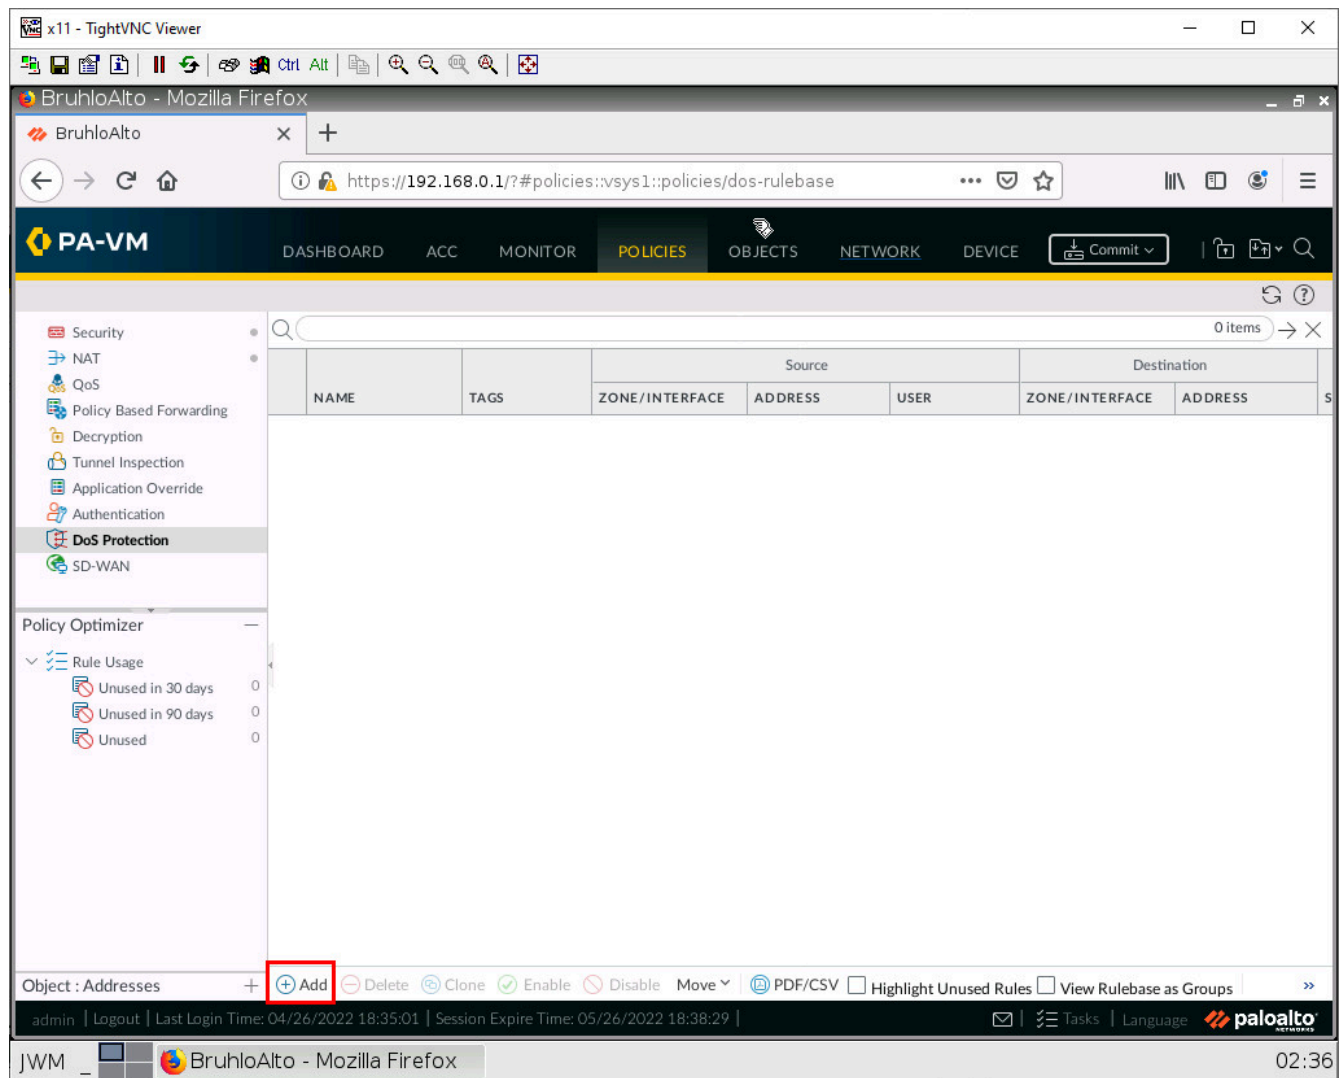 x11 - TightVNC Viewer
Ctrl Alt
BruhloAlto - Mozilla Firefox
BruhloAlto
https://192.168.0.1/?#policies::vsys1::policies/dos-rulebase
PA-VM DASHBOARD ACC MONITOR POLICIES OBJECTS NETWORK DEVICE Commit
0 items
Security
NAT
QoS
Policy Based Forwarding
Decryption
Tunnel Inspection
Application Override
Authentication
DoS Protection
SD-WAN
Source Destination
NAME TAGS ZONE/INTERFACE ADDRESS USER ZONE/INTERFACE ADDRESS S
Policy Optimizer
Rule Usage
Unused in 30 days 0
Unused in 90 days 0
Unused 0
Object : Addresses + Add Delete Clone Enable Disable Move PDF/CSV Highlight Unused Rules View Rulebase as Groups »
admin | Logout | Last Login Time: 04/26/2022 18:35:01 | Session Expire Time: 05/26/2022 18:38:29 | Tasks | Language paloalto NETWORKS
JWM _ BruhloAlto - Mozilla Firefox 02:36